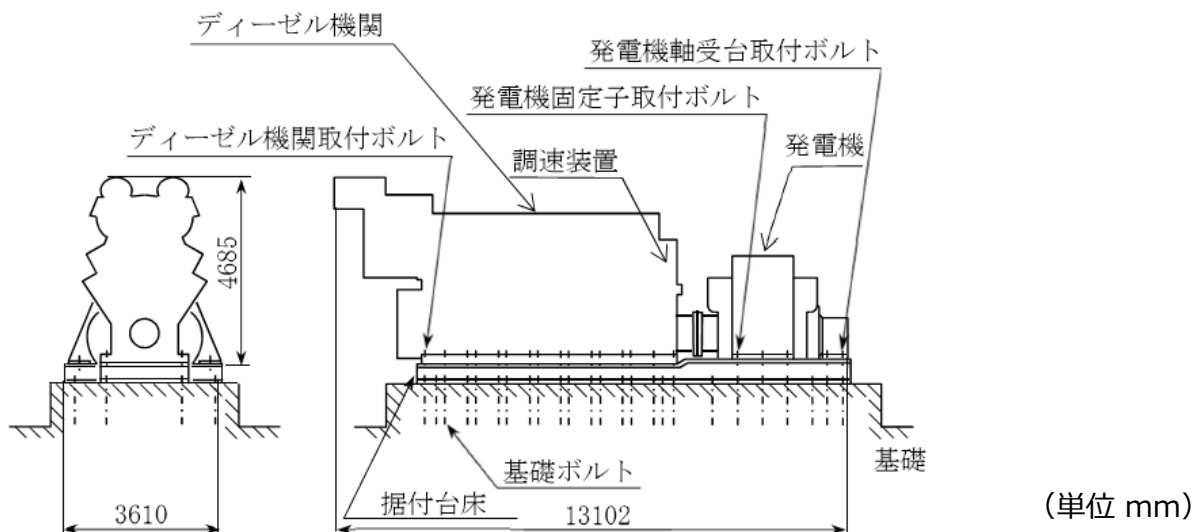 ディーゼル機関
発電機軸受台取付ボルト
発電機固定子取付ボルト
ディーゼル機関取付ボルト
発電機
調速装置
4685
基礎
基礎ボルト
据付台床
3610
13102
(単位 mm)